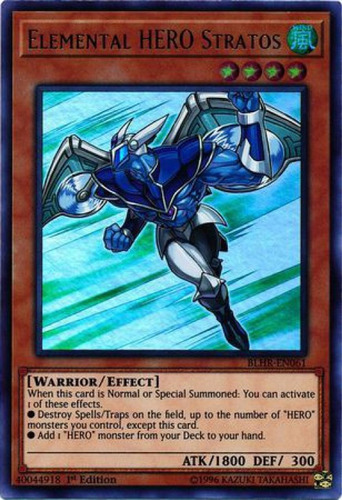 ELEMENTAL HERO STRATOS
WIND
風
BLHR-EN061
[WARRIOR/EFFECT]
When this card is Normal or Special Summoned: You can activate
1 of these effects.
● Destroy Spells/Traps on the field, up to the number of "HERO"
monsters you control, except this card.
● Add 1 "HERO" monster from your Deck to your hand.
ATK/1800 DEF/ 300
40044918 1st Edition ©1996 KAZUKI TAKAHASHI